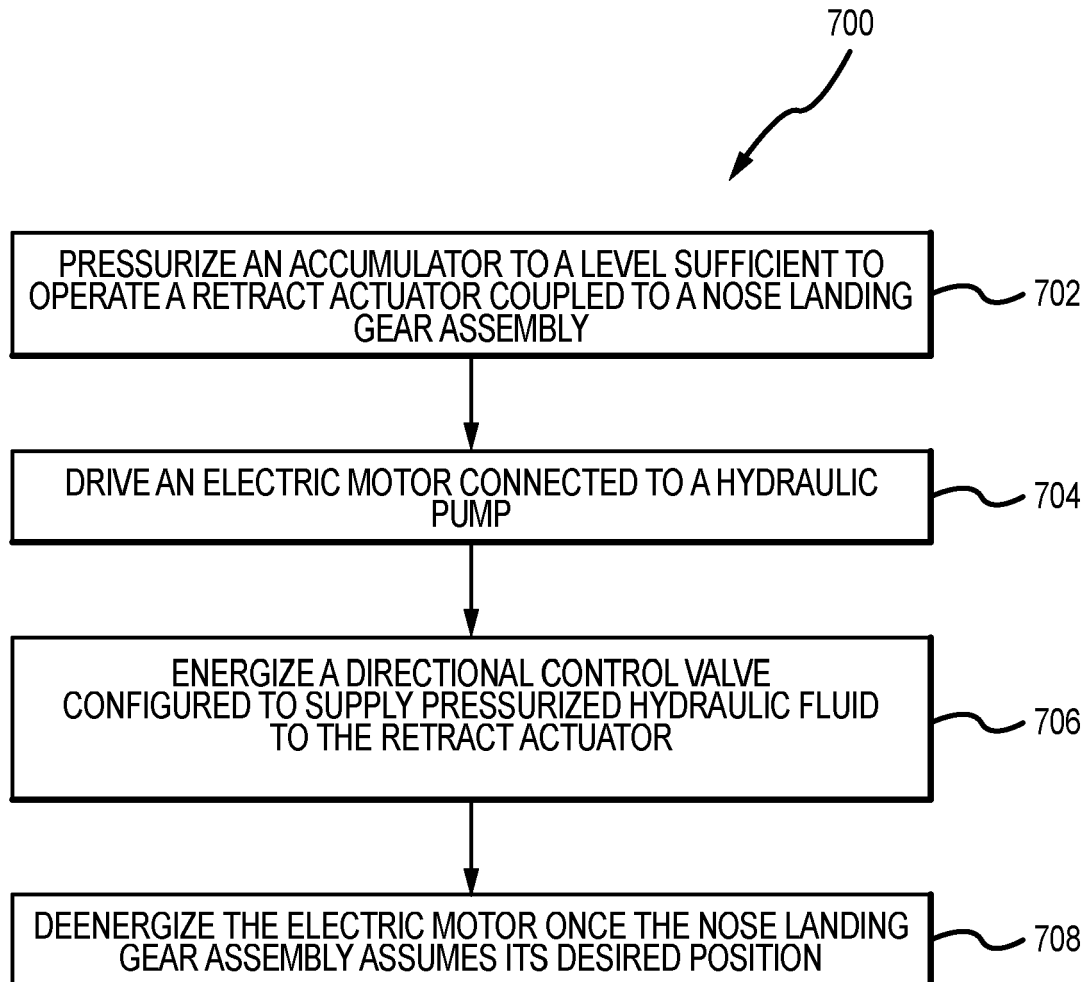 700
PRESSURIZE AN ACCUMULATOR TO A LEVEL SUFFICIENT TO
OPERATE A RETRACT ACTUATOR COUPLED TO A NOSE LANDING
GEAR ASSEMBLY
702
DRIVE AN ELECTRIC MOTOR CONNECTED TO A HYDRAULIC
PUMP
704
ENERGIZE A DIRECTIONAL CONTROL VALVE
CONFIGURED TO SUPPLY PRESSURIZED HYDRAULIC FLUID
TO THE RETRACT ACTUATOR
706
DEENERGIZE THE ELECTRIC MOTOR ONCE THE NOSE LANDING
GEAR ASSEMBLY ASSUMES ITS DESIRED POSITION
708